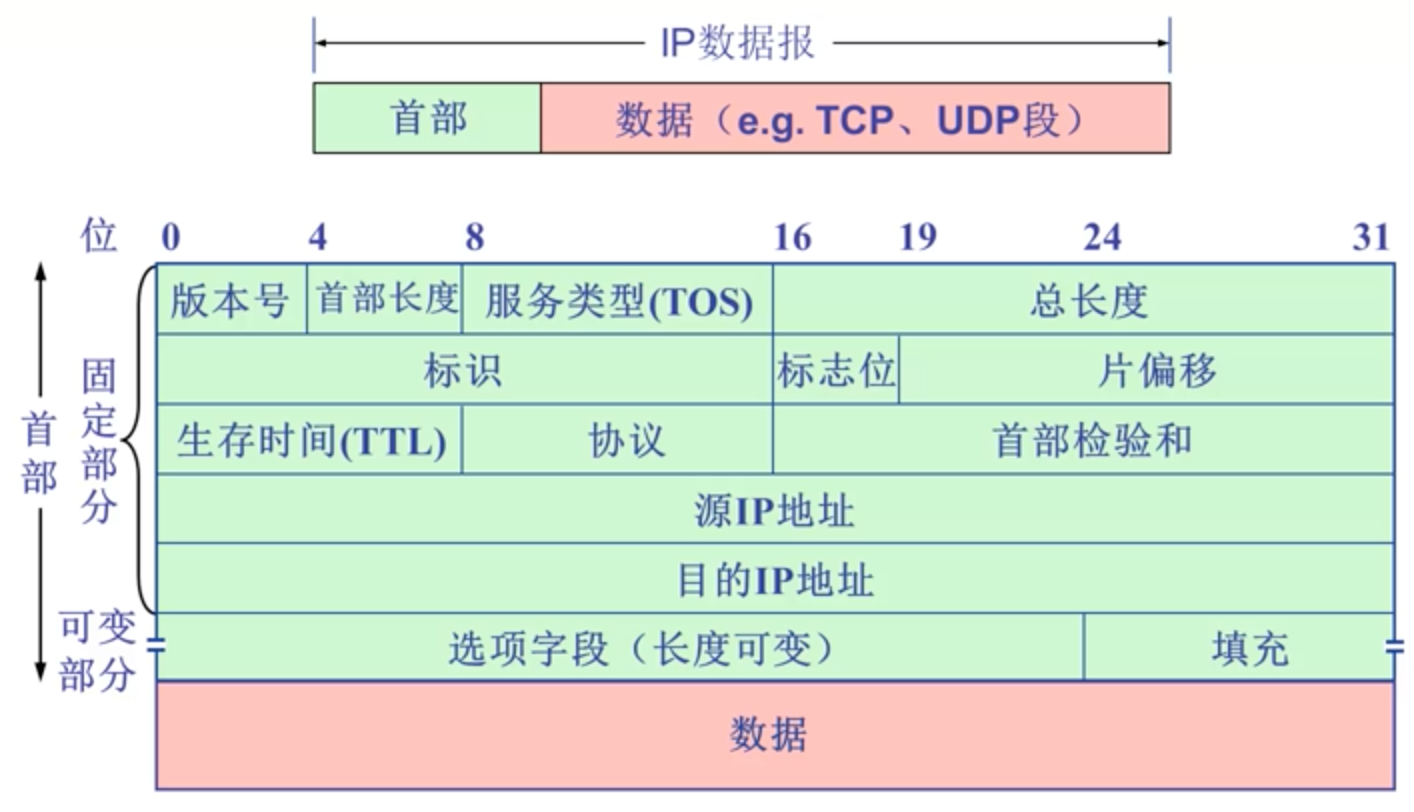 IP数据报
首部 数据（e.g. TCP、UDP段）
位 0 4 8 16 19 24 31
版本号 首部长度 服务类型(TOS) 总长度
标识 标志位 片偏移
生存时间(TTL) 协议 首部检验和
源IP地址
目的IP地址
选项字段（长度可变） 填充
数据
首部
固定部分
可变
部分